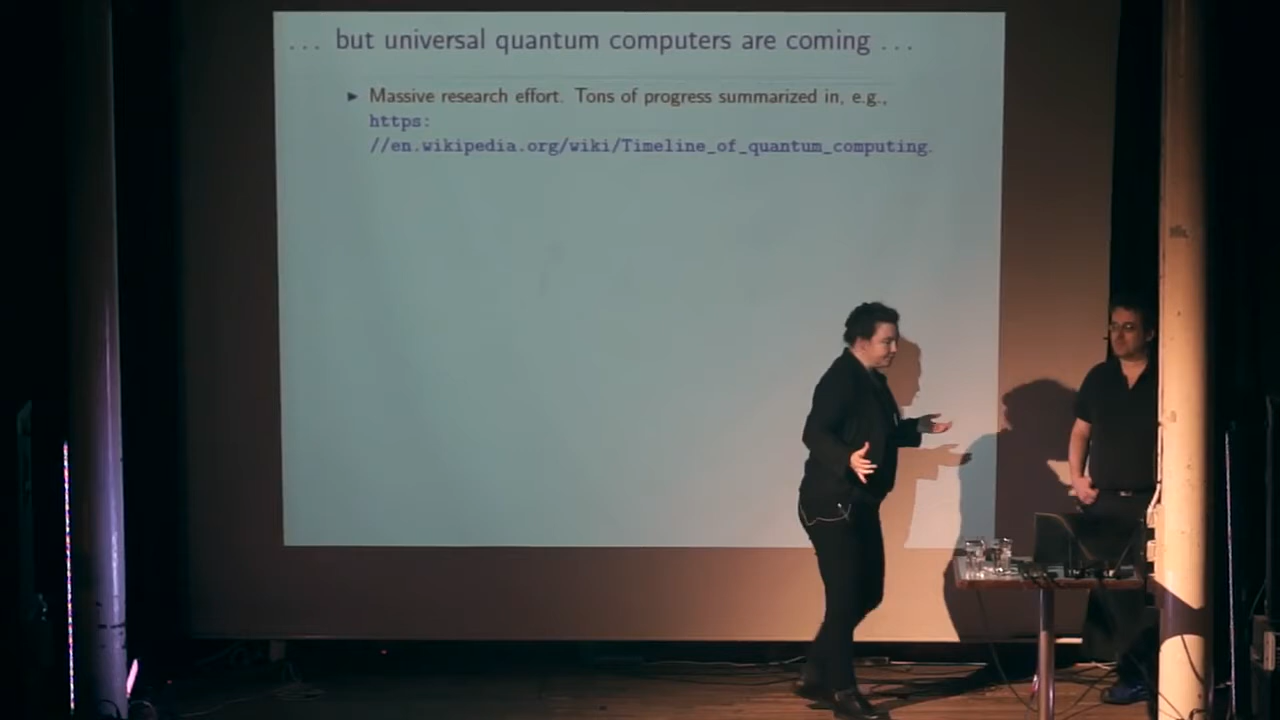 ... but universal quantum computers are coming ...
▶ Massive research effort. Tons of progress summarized in, e.g.,
https:
//en.wikipedia.org/wiki/Timeline_of_quantum_computing.